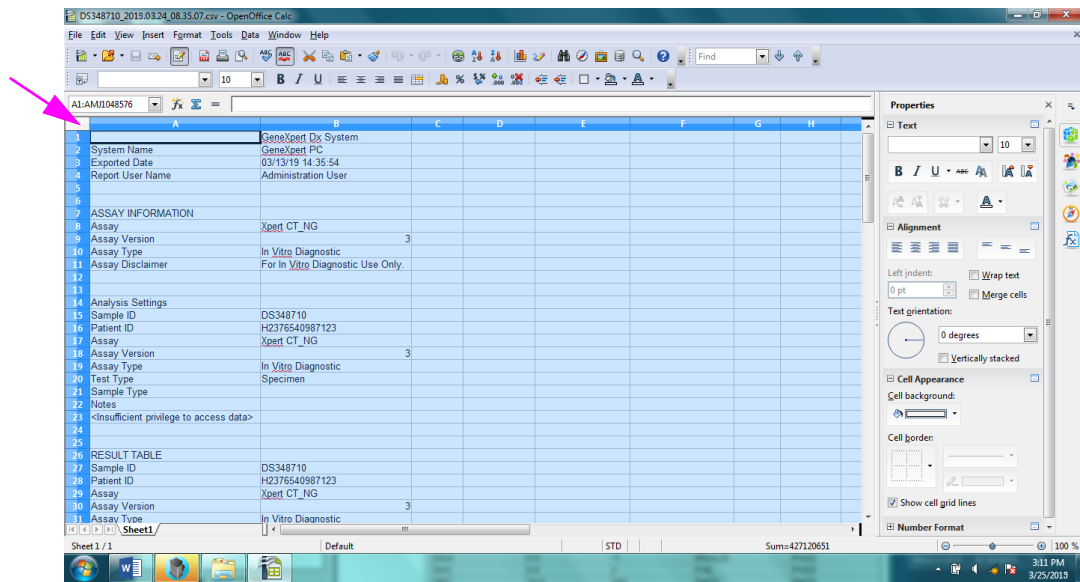 DS348710_2019.03.24_08.35.07.csv - OpenOffice Calc
File Edit View Insert Format Tools Data Window Help
Find
10
A1:AMJ1048576
A B C D E F G H
1 GeneXpert Dx System
2 System Name GeneXpert PC
3 Exported Date 03/13/19 14:35:54
4 Report User Name Administration User
5
6
7 ASSAY INFORMATION
8 Assay Xpert CT_NG
9 Assay Version 3
10 Assay Type In Vitro Diagnostic
11 Assay Disclaimer For In Vitro Diagnostic Use Only.
12
13
14 Analysis Settings
15 Sample ID DS348710
16 Patient ID H2376540987123
17 Assay Xpert CT_NG
18 Assay Version 3
19 Assay Type In Vitro Diagnostic
20 Test Type Specimen
21 Sample Type
22 Notes
23 <Insufficient privilege to access data>
24
25
26 RESULT TABLE
27 Sample ID DS348710
28 Patient ID H2376540987123
29 Assay Xpert CT_NG
30 Assay Version 3
31 Assay Type In Vitro Diagnostic
Sheet1
Sheet 1 / 1 Default STD Sum=427120651 100 %
Properties
Text
10
Alignment
Left indent:
0 pt
Wrap text
Merge cells
Text orientation:
0 degrees
Vertically stacked
Cell Appearance
Cell background:
Cell border:
Show cell grid lines
Number Format
3:11 PM
3/25/2019